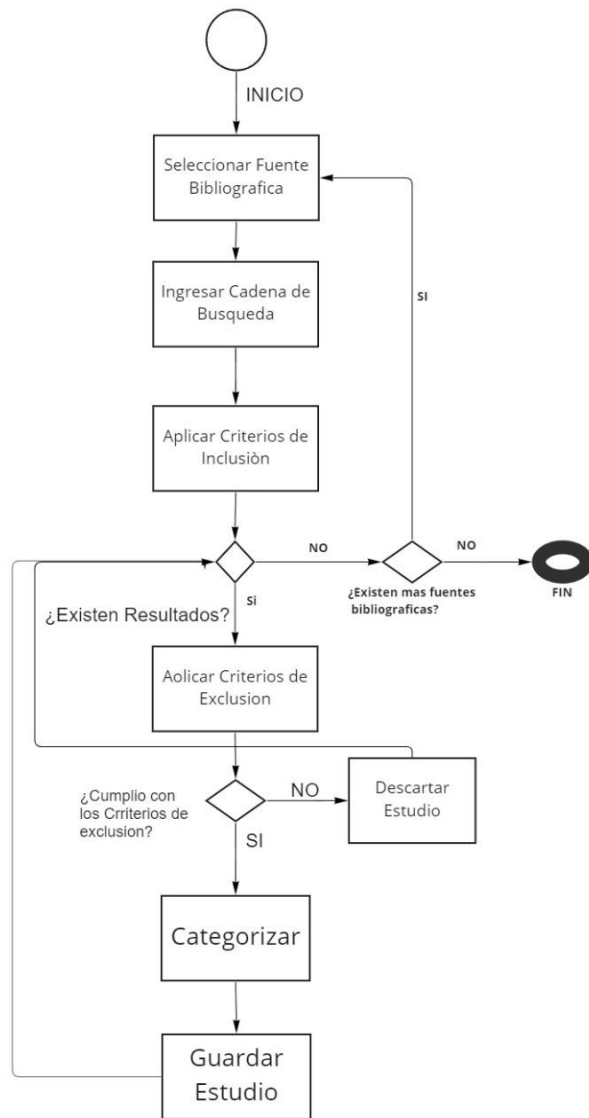 INICIO
Seleccionar Fuente
Bibliografica
SI
Ingresar Cadena de
Busqueda
Aplicar Criterios de
Inclusiòn
NO
NO
¿Existen mas fuentes
bibliograficas?
FIN
Si
¿Existen Resultados?
Aolicar Criterios de
Exclusion
¿Cumplio con
los Crriterios de
exclusion?
NO
Descartar
Estudio
SI
Categorizar
Guardar
Estudio